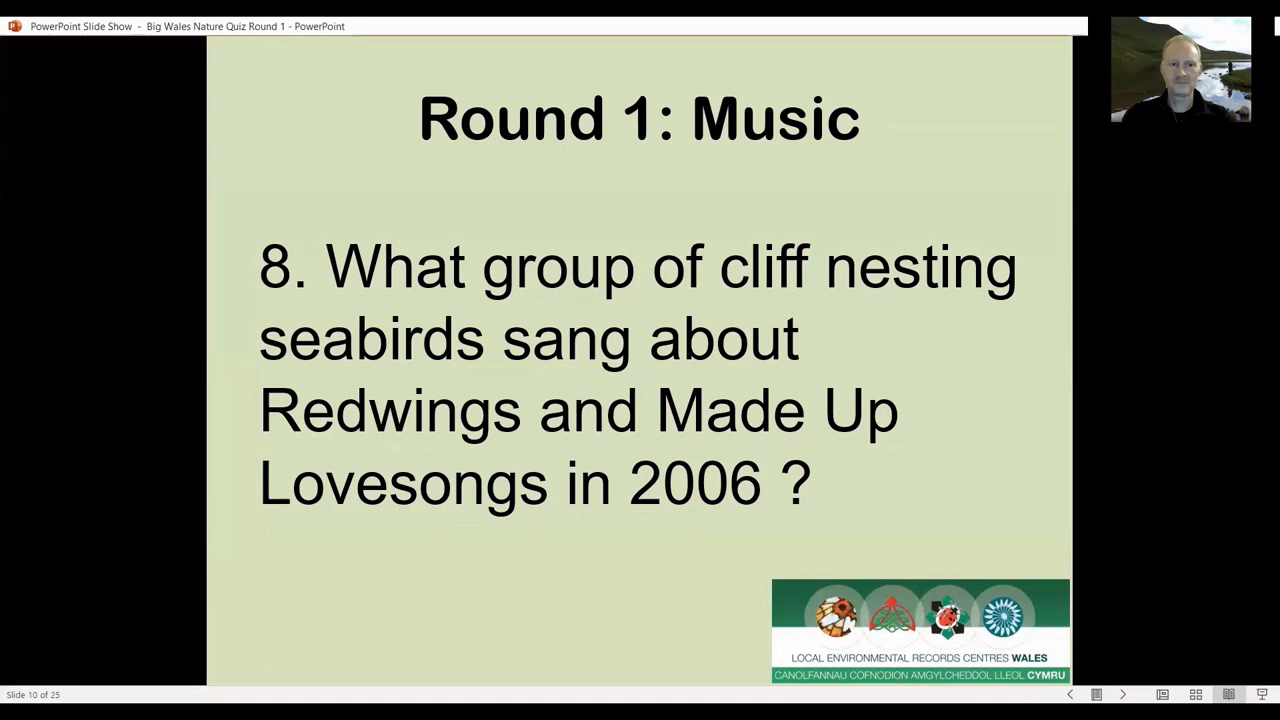 PowerPoint Slide Show - Big Wales Nature Quiz Round 1 - PowerPoint
Round 1: Music
8. What group of cliff nesting
seabirds sang about
Redwings and Made Up
Lovesongs in 2006 ?
LOCAL ENVIRONMENTAL RECORDS CENTRES WALES
CANOLFANNAU COFNODION AMGYLCHEDDOL LLEOL CYMRU
Slide 10 of 25